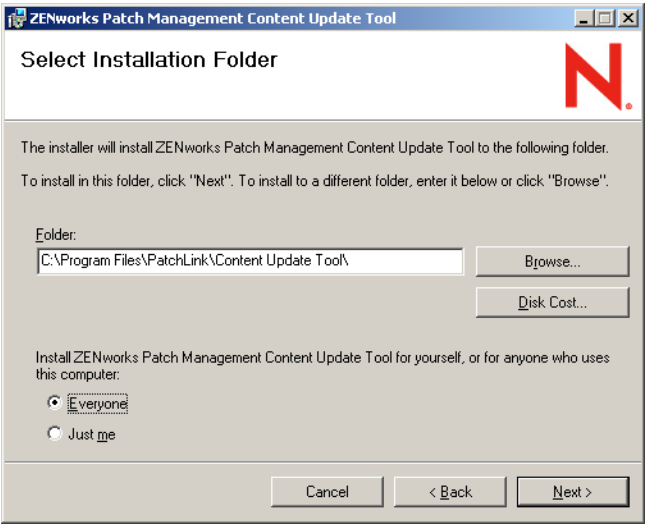 ZENworks Patch Management Content Update Tool
Select Installation Folder
N®
The installer will install ZENworks Patch Management Content Update Tool to the following folder.
To install in this folder, click "Next". To install to a different folder, enter it below or click "Browse".
Folder:
C:\Program Files\PatchLink\Content Update Tool\
Browse...
Disk Cost...
Install ZENworks Patch Management Content Update Tool for yourself, or for anyone who uses
this computer:
Everyone
Just me
Cancel
< Back
Next >